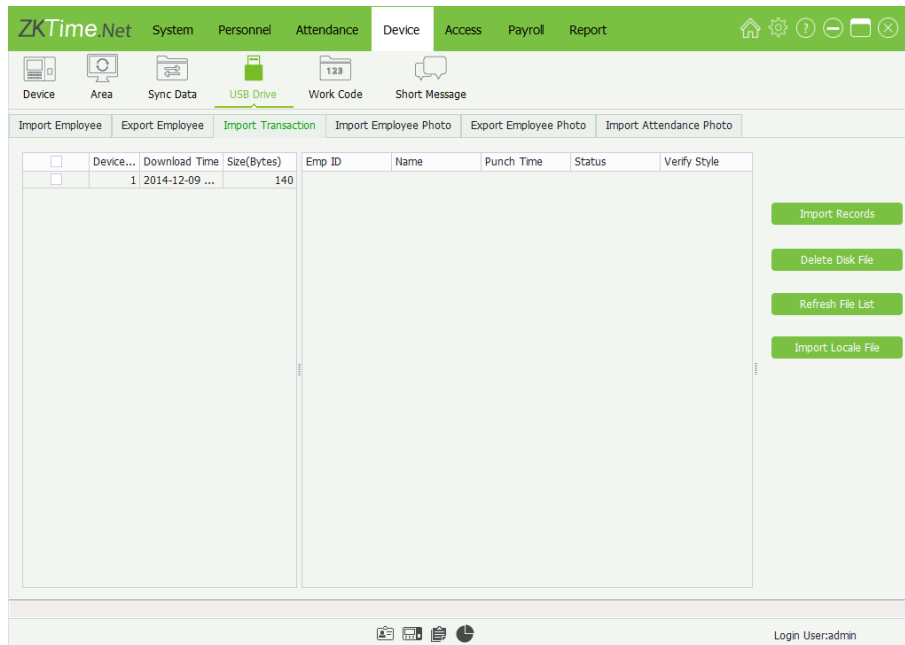 ZKTime.Net System Personnel Attendance Device Access Payroll Report
123
Device Area Sync Data USB Drive Work Code Short Message
Import Employee Export Employee Import Transaction Import Employee Photo Export Employee Photo Import Attendance Photo
Device... Download Time Size(Bytes) Emp ID Name Punch Time Status Verify Style
1 2014-12-09 ... 140
Import Records
Delete Disk File
Refresh File List
Import Locale File
Login User:admin